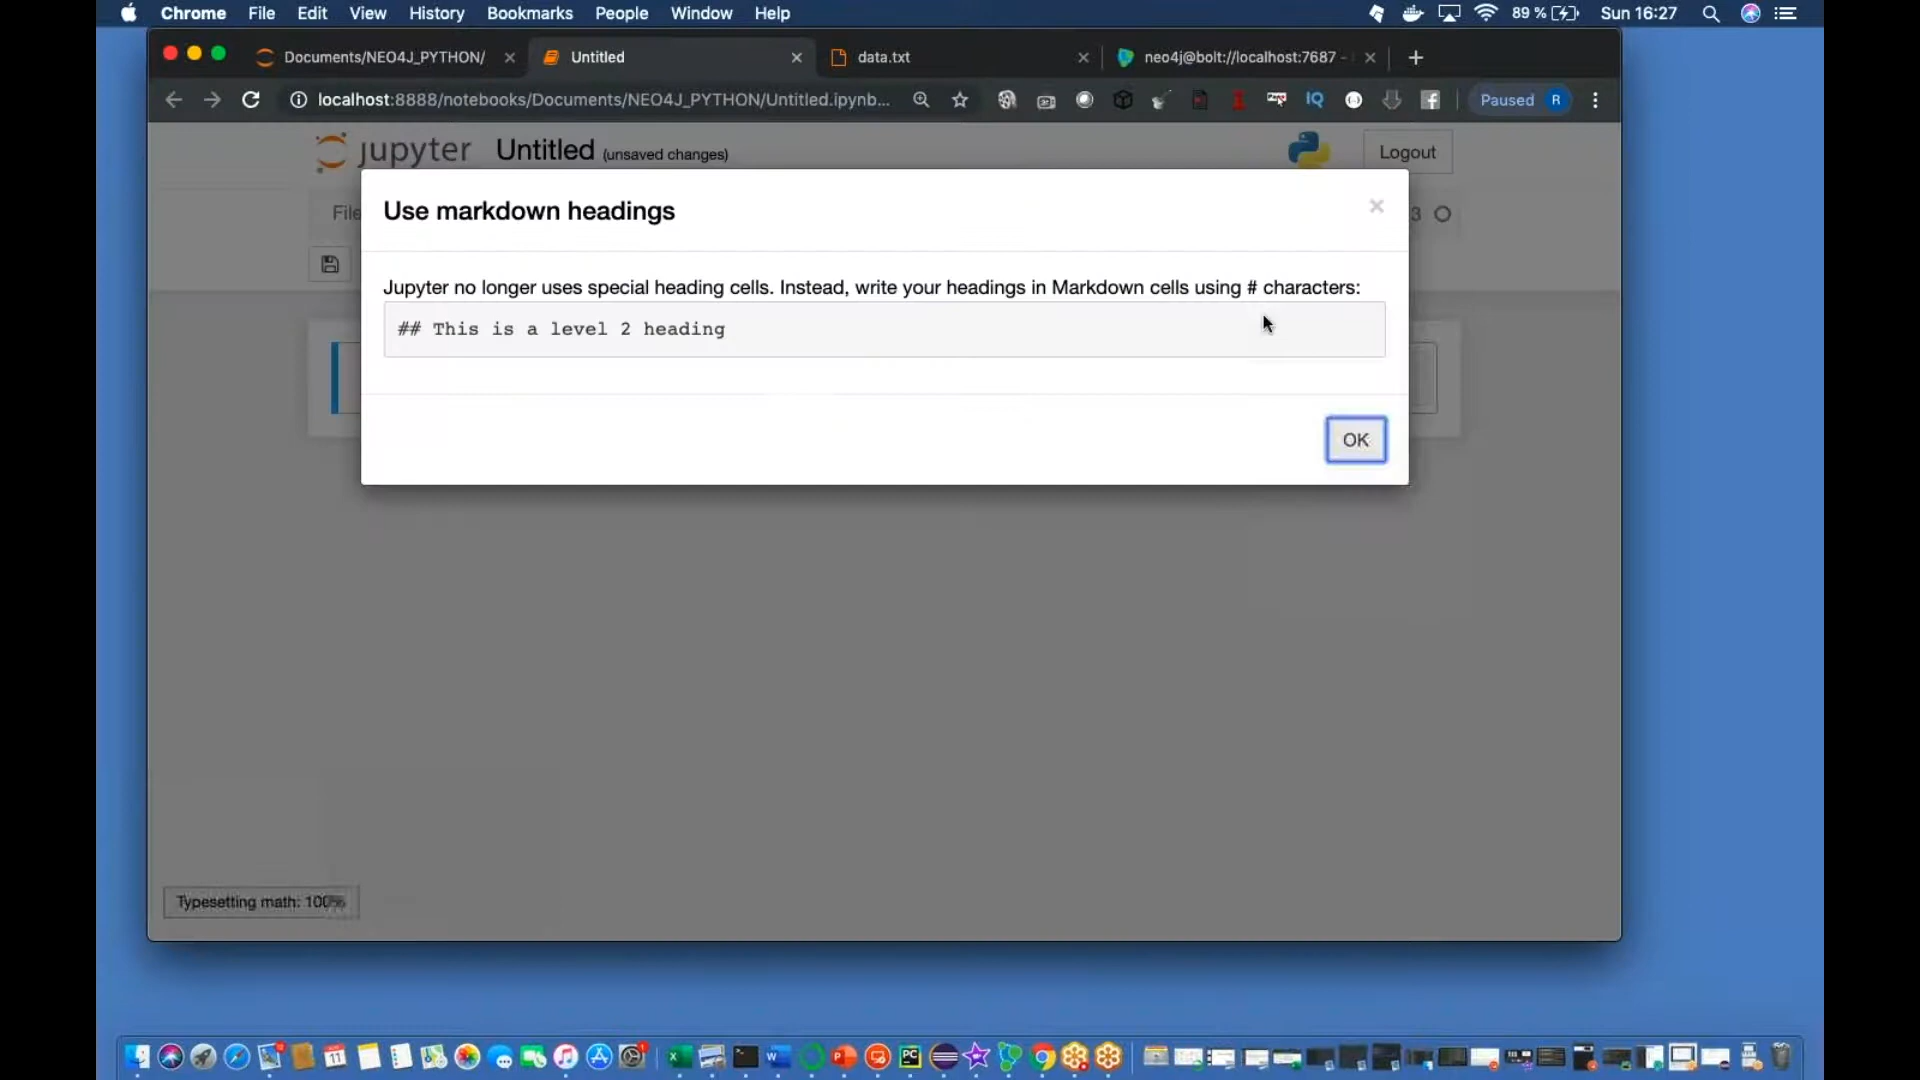 Chrome File Edit View History Bookmarks People Window Help 89 % Sun 16:27
Documents/NEO4J_PYTHON/ Untitled data.txt neo4j@bolt://localhost:7687 -
localhost:8888/notebooks/Documents/NEO4J_PYTHON/Untitled.ipynb... IQ Paused R
jupyter Untitled (unsaved changes) Logout
Use markdown headings
File 3
Jupyter no longer uses special heading cells. Instead, write your headings in Markdown cells using # characters:
## This is a level 2 heading
OK
Typesetting math: 100%